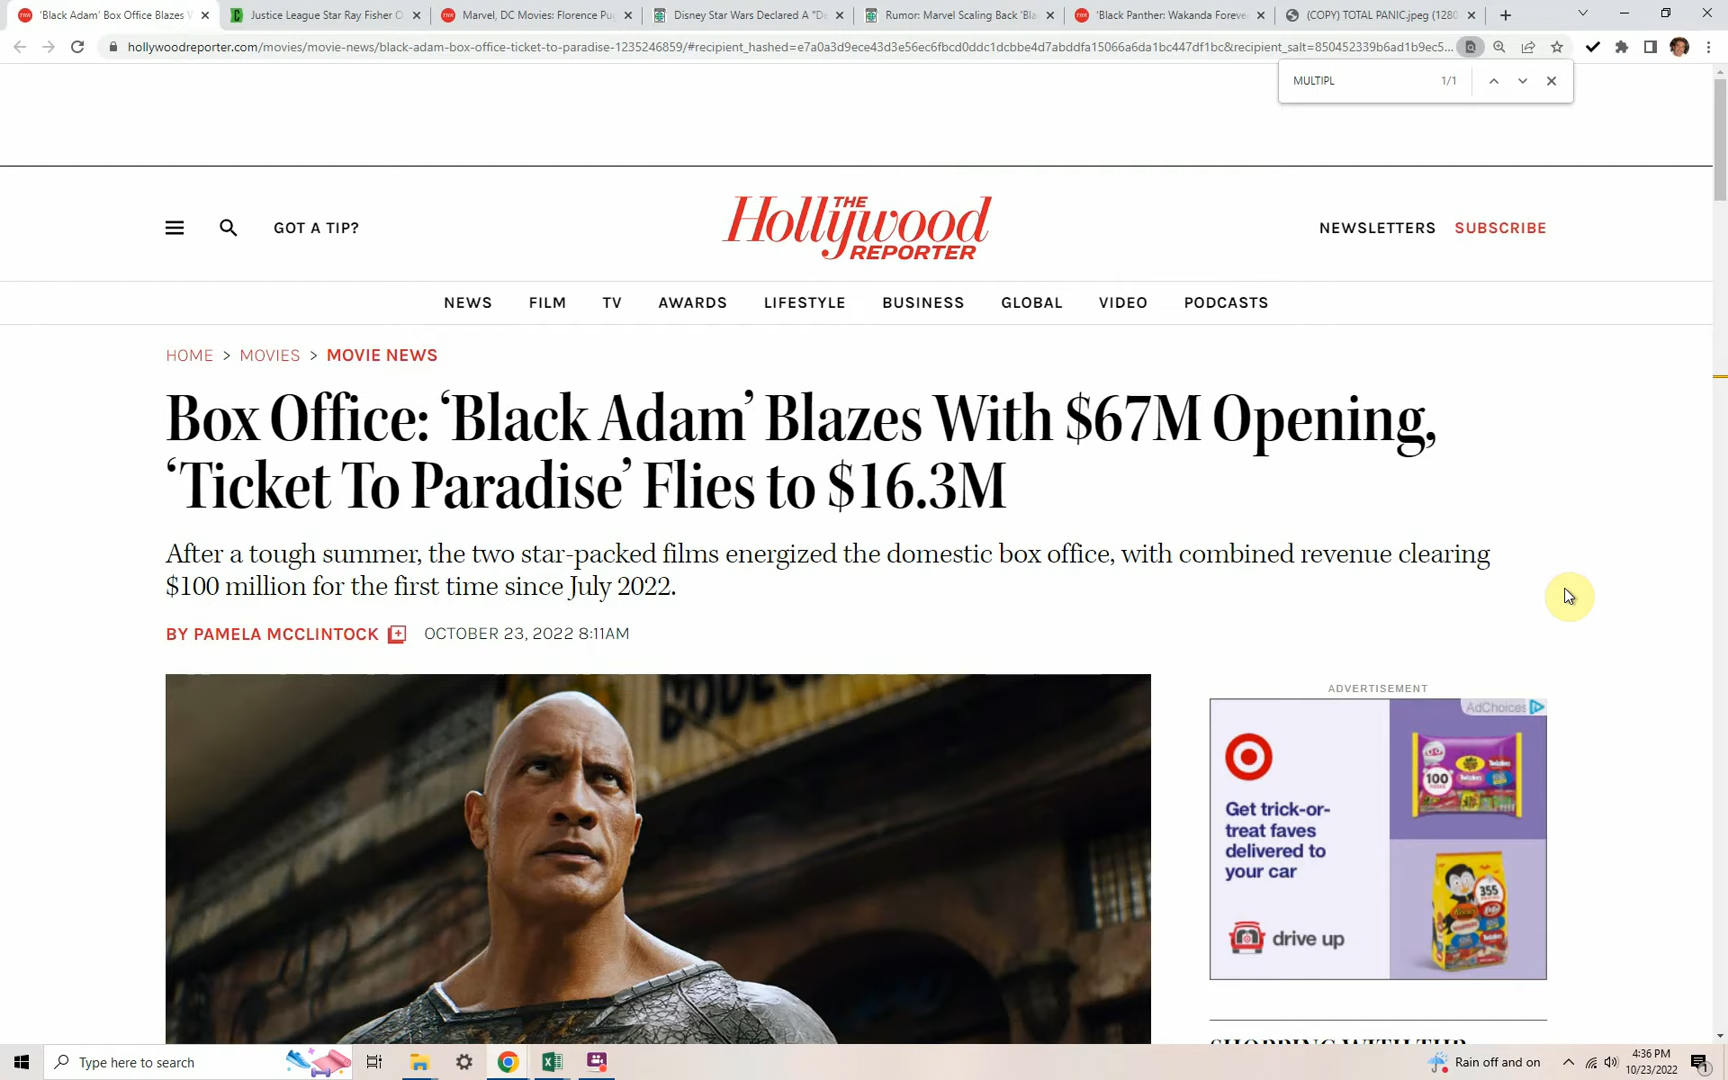 'Black Adam' Box Office Blazes W
Justice League Star Ray Fisher O
Marvel, DC Movies: Florence Pu
Disney Star Wars Declared A "D
Rumor: Marvel Scaling Back 'Bla
'Black Panther: Wakanda Foreve
(COPY) TOTAL PANIC.jpeg (1280
hollywoodreporter.com/movies/movie-news/black-adam-box-office-ticket-to-paradise-1235246859/#recipient_hashed=e7a0a3d9ece43d3e56ec6fbcd0ddc1dcbbe4d7abddfa15066a6da1bc447df1bc&recipient_salt=850452339b6ad1b9ec5...
MULTIPL 1/1
THE
Hollywood
REPORTER
GOT A TIP?
NEWSLETTERS SUBSCRIBE
NEWS FILM TV AWARDS LIFESTYLE BUSINESS GLOBAL VIDEO PODCASTS
HOME > MOVIES > MOVIE NEWS
Box Office: ‘Black Adam’ Blazes With $67M Opening,
‘Ticket To Paradise’ Flies to $16.3M
After a tough summer, the two star-packed films energized the domestic box office, with combined revenue clearing
$100 million for the first time since July 2022.
BY PAMELA MCCLINTOCK OCTOBER 23, 2022 8:11AM
ADVERTISEMENT
AdChoices
Get trick-or-
treat faves
delivered to
your car
drive up
100
355
SHOPPING WITH THR
Type here to search
Rain off and on
4:36 PM
10/23/2022